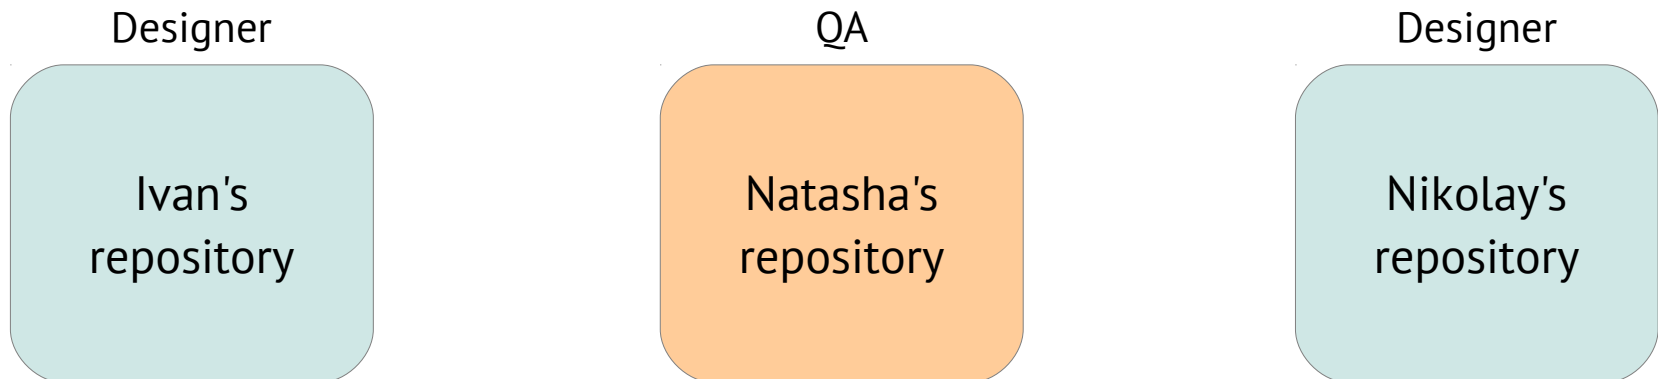 Designer
QA
Designer
Ivan's
repository
Natasha's
repository
Nikolay's
repository